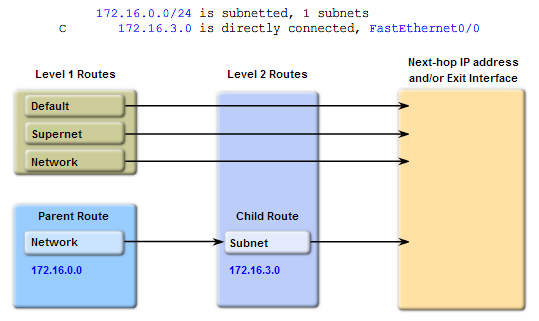 172.16.0.0/24 is subnetted, 1 subnets
C 172.16.3.0 is directly connected, FastEthernet0/0
Level 1 Routes
Level 2 Routes
Next-hop IP address
and/or Exit Interface
Default
Supernet
Network
Parent Route
Child Route
Network
Subnet
172.16.0.0
172.16.3.0